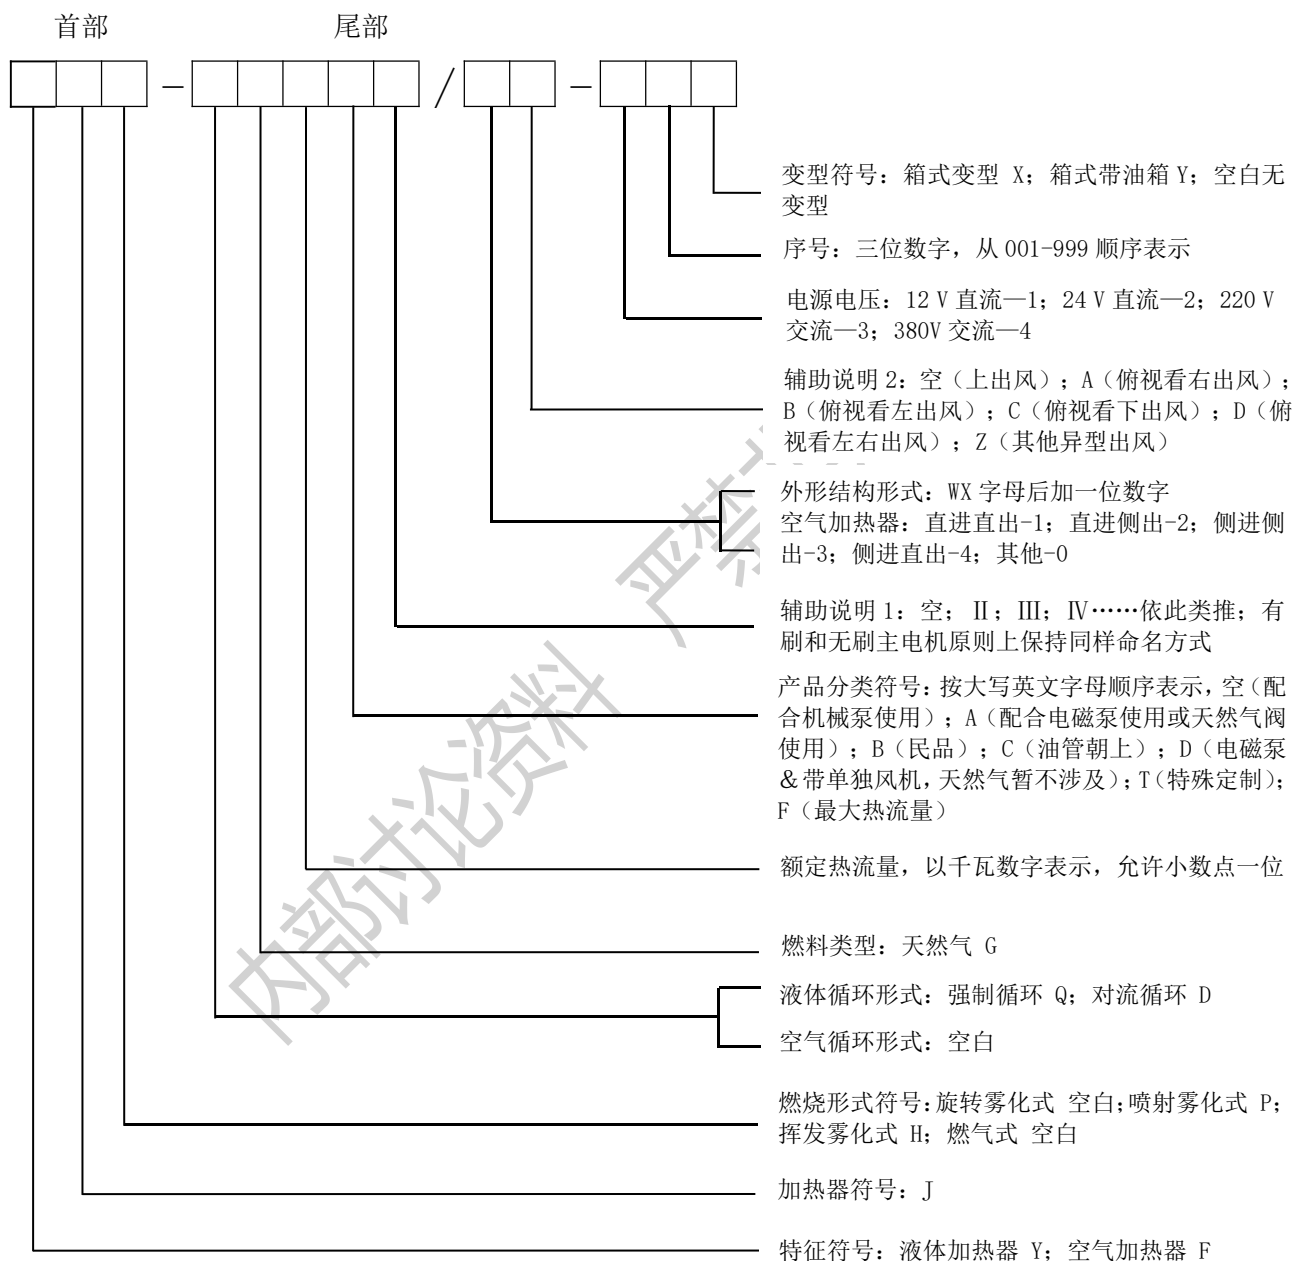 首部 尾部
- / -
变型符号：箱式变型 X；箱式带油箱 Y；空白无
变型
序号：三位数字，从 001-999 顺序表示
电源电压：12 V 直流—1；24 V 直流—2；220 V
交流—3；380V 交流—4
辅助说明 2：空（上出风）；A（俯视看右出风）；
B（俯视看左出风）；C（俯视看下出风）；D（俯
视看左右出风）；Z（其他异型出风）
外形结构形式：WX 字母后加一位数字
空气加热器：直进直出-1；直进侧出-2；侧进侧
出-3；侧进直出-4；其他-0
辅助说明 1：空；Ⅱ；Ⅲ；Ⅳ……依此类推；有
刷和无刷主电机原则上保持同样命名方式
产品分类符号：按大写英文字母顺序表示，空（配
合机械泵使用）；A（配合电磁泵使用或天然气阀
使用）；B（民品）；C（油管朝上）；D（电磁泵
＆带单独风机，天然气暂不涉及）；T（特殊定制）；
F（最大热流量）
额定热流量，以千瓦数字表示，允许小数点一位
燃料类型：天然气 G
液体循环形式：强制循环 Q；对流循环 D
空气循环形式：空白
燃烧形式符号：旋转雾化式 空白；喷射雾化式 P；
挥发雾化式 H；燃气式 空白
加热器符号：J
特征符号：液体加热器 Y；空气加热器 F
内部讨论资料 严禁